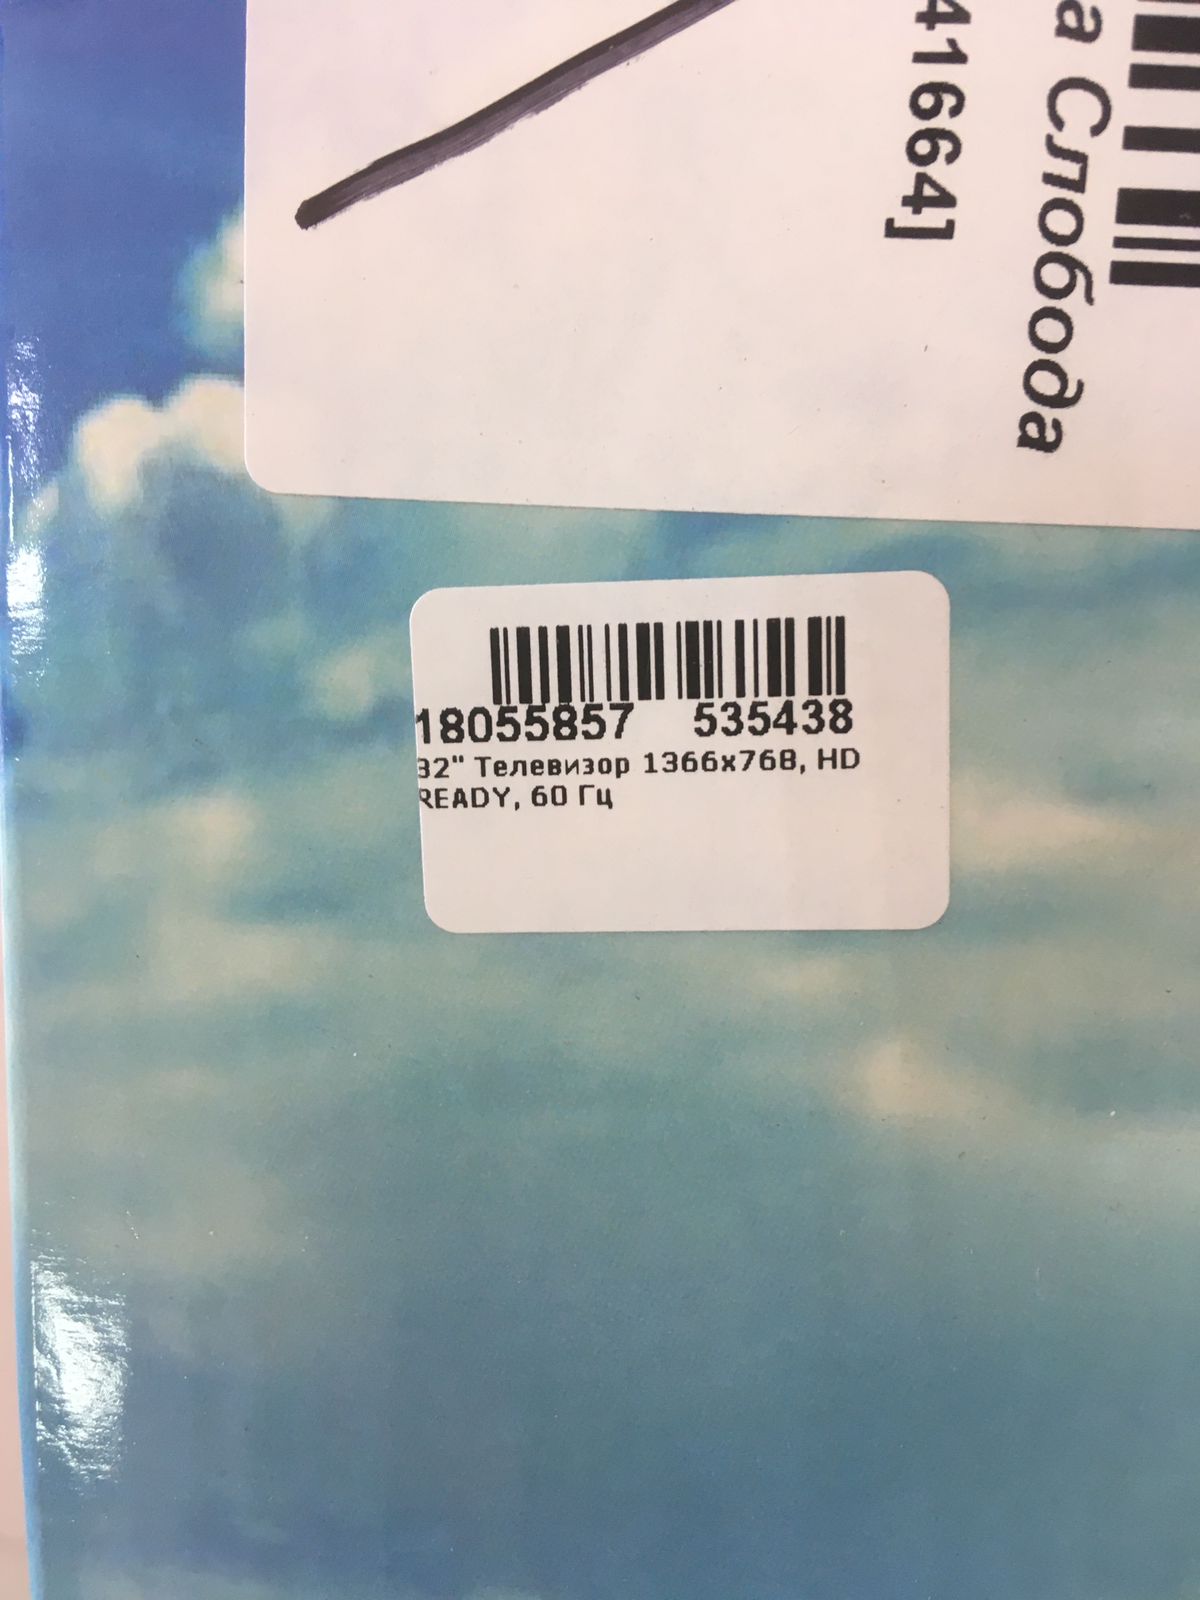 41664]
а Слобода
18055857 535438
32" Телевизор 1366x768, HD
READY, 60 Гц